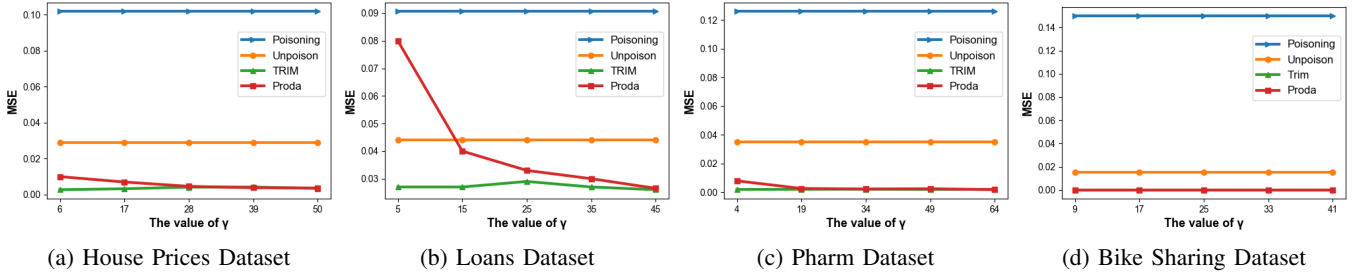 MSE
0.10
0.08
0.06
0.04
0.02
0.00
Poisoning
Unpoison
TRIM
Proda
6 17 28 39 50
The value of γ
(a) House Prices Dataset
MSE
0.09
0.08
0.07
0.06
0.05
0.04
0.03
Poisoning
Unpoison
TRIM
Proda
5 15 25 35 45
The value of γ
(b) Loans Dataset
MSE
0.12
0.10
0.08
0.06
0.04
0.02
0.00
Poisoning
Unpoison
TRIM
Proda
4 19 34 49 64
The value of γ
(c) Pharm Dataset
MSE
0.14
0.12
0.10
0.08
0.06
0.04
0.02
0.00
Poisoning
Unpoison
Trim
Proda
9 17 25 33 41
The value of γ
(d) Bike Sharing Dataset